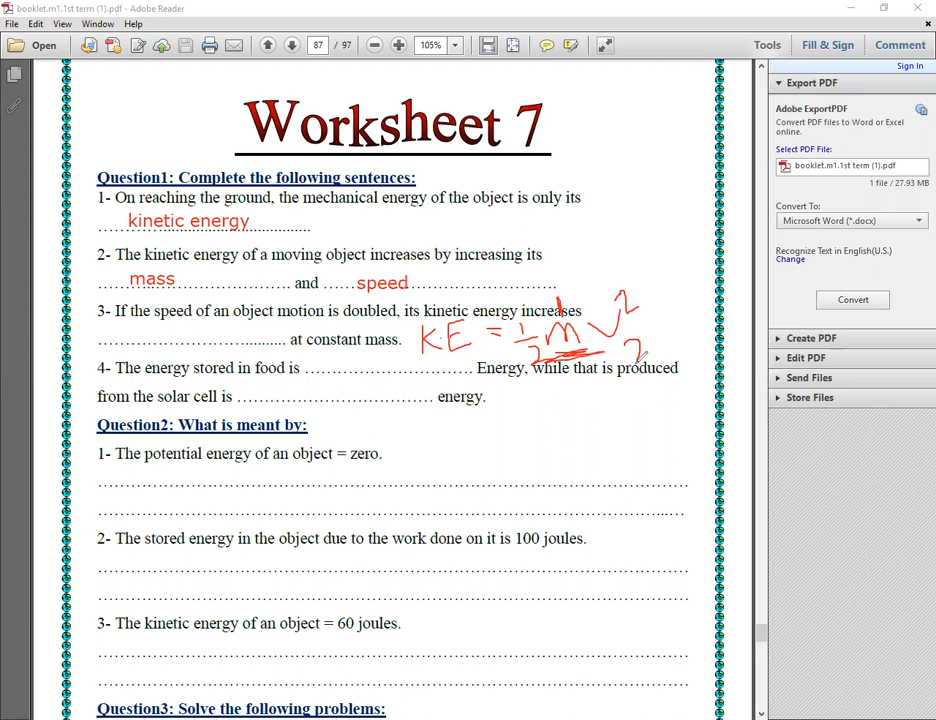 booklet.m1.1st term (1).pdf - Adobe Reader
File Edit View Window Help
Open 87 / 97 105% Tools Fill & Sign Comment
Sign In
Export PDF
Adobe ExportPDF
Convert PDF files to Word or Excel
online.
Select PDF File:
booklet.m1.1st term (1).pdf
1 file / 27.93 MB
Convert To:
Microsoft Word (*.docx)
Recognize Text in English(U.S.)
Change
Convert
Create PDF
Edit PDF
Send Files
Store Files
Worksheet 7
Question1: Complete the following sentences:
1- On reaching the ground, the mechanical energy of the object is only its
kinetic energy
2- The kinetic energy of a moving object increases by increasing its
mass and speed
3- If the speed of an object motion is doubled, its kinetic energy increases
…………………………......... at constant mass. K.E = 1/2 m v 2
2
4- The energy stored in food is ………………………. Energy, while that is produced
from the solar cell is ……………………………… energy.
Question2: What is meant by:
1- The potential energy of an object = zero.
2- The stored energy in the object due to the work done on it is 100 joules.
3- The kinetic energy of an object = 60 joules.
Question3: Solve the following problems: